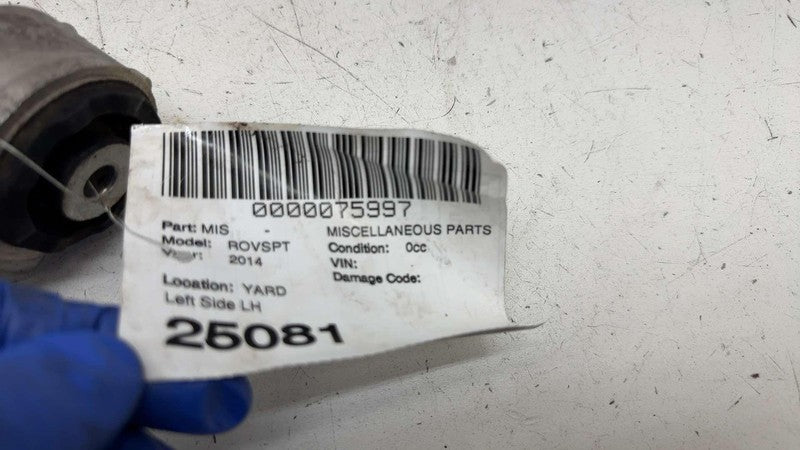 0000075997
Part: MIS - MISCELLANEOUS PARTS
Model: ROVSPT Condition: 0cc
2014 VIN:
Location: YARD Damage Code:
Left Side LH
25081